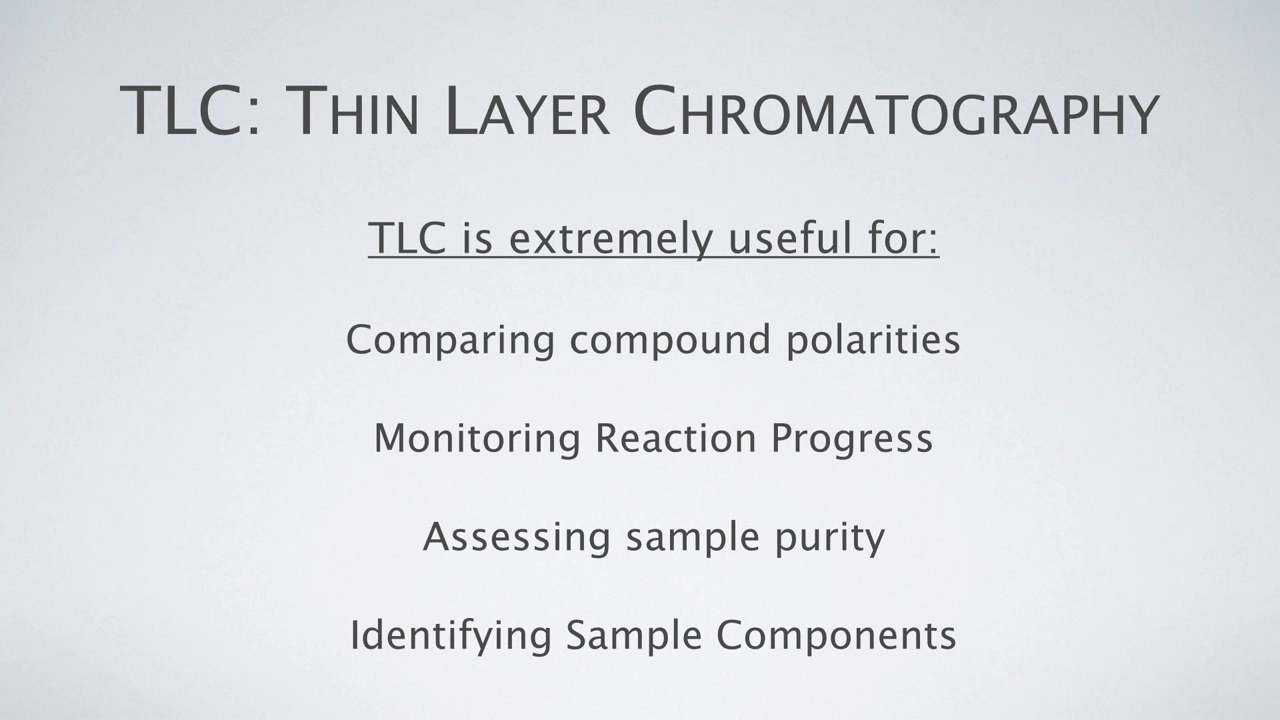 TLC: Thin Layer Chromatography
TLC is extremely useful for:
Comparing compound polarities
Monitoring Reaction Progress
Assessing sample purity
Identifying Sample Components